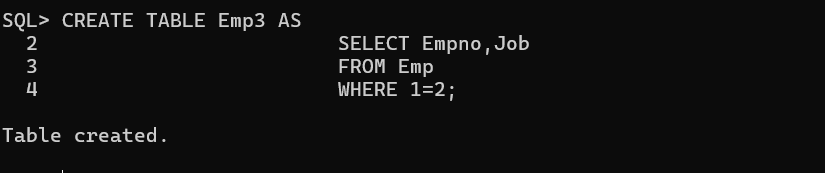 SQL> CREATE TABLE Emp3 AS
2 SELECT Empno,Job
3 FROM Emp
4 WHERE 1=2;
Table created.